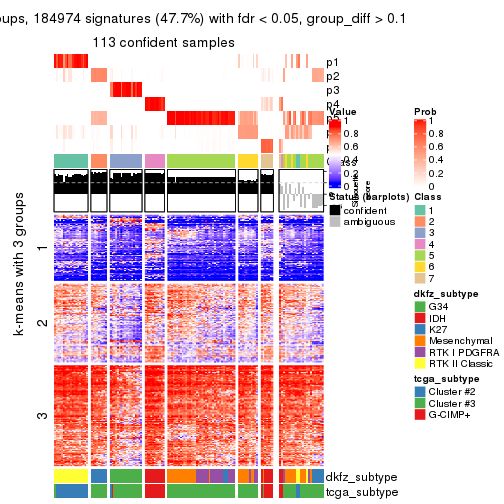 oups, 184974 signatures (47.7%) with fdr < 0.05, group_diff > 0.1
113 confident samples
p1
p2
p3
p4
k-means with 3 groups
1
2
3
Value
1
0.8
0.6
0.4
0.2
0
Prob
1
0.8
0.6
0.4
0.2
0
Status (barplots)
confident
ambiguous
Class
1
2
3
4
5
6
7
dkfz_subtype
G34
IDH
K27
Mesenchymal
RTK I PDGFRA
RTK II Classic
tcga_subtype
Cluster #2
Cluster #3
G-CIMP+
dkfz_subtype
tcga_subtype